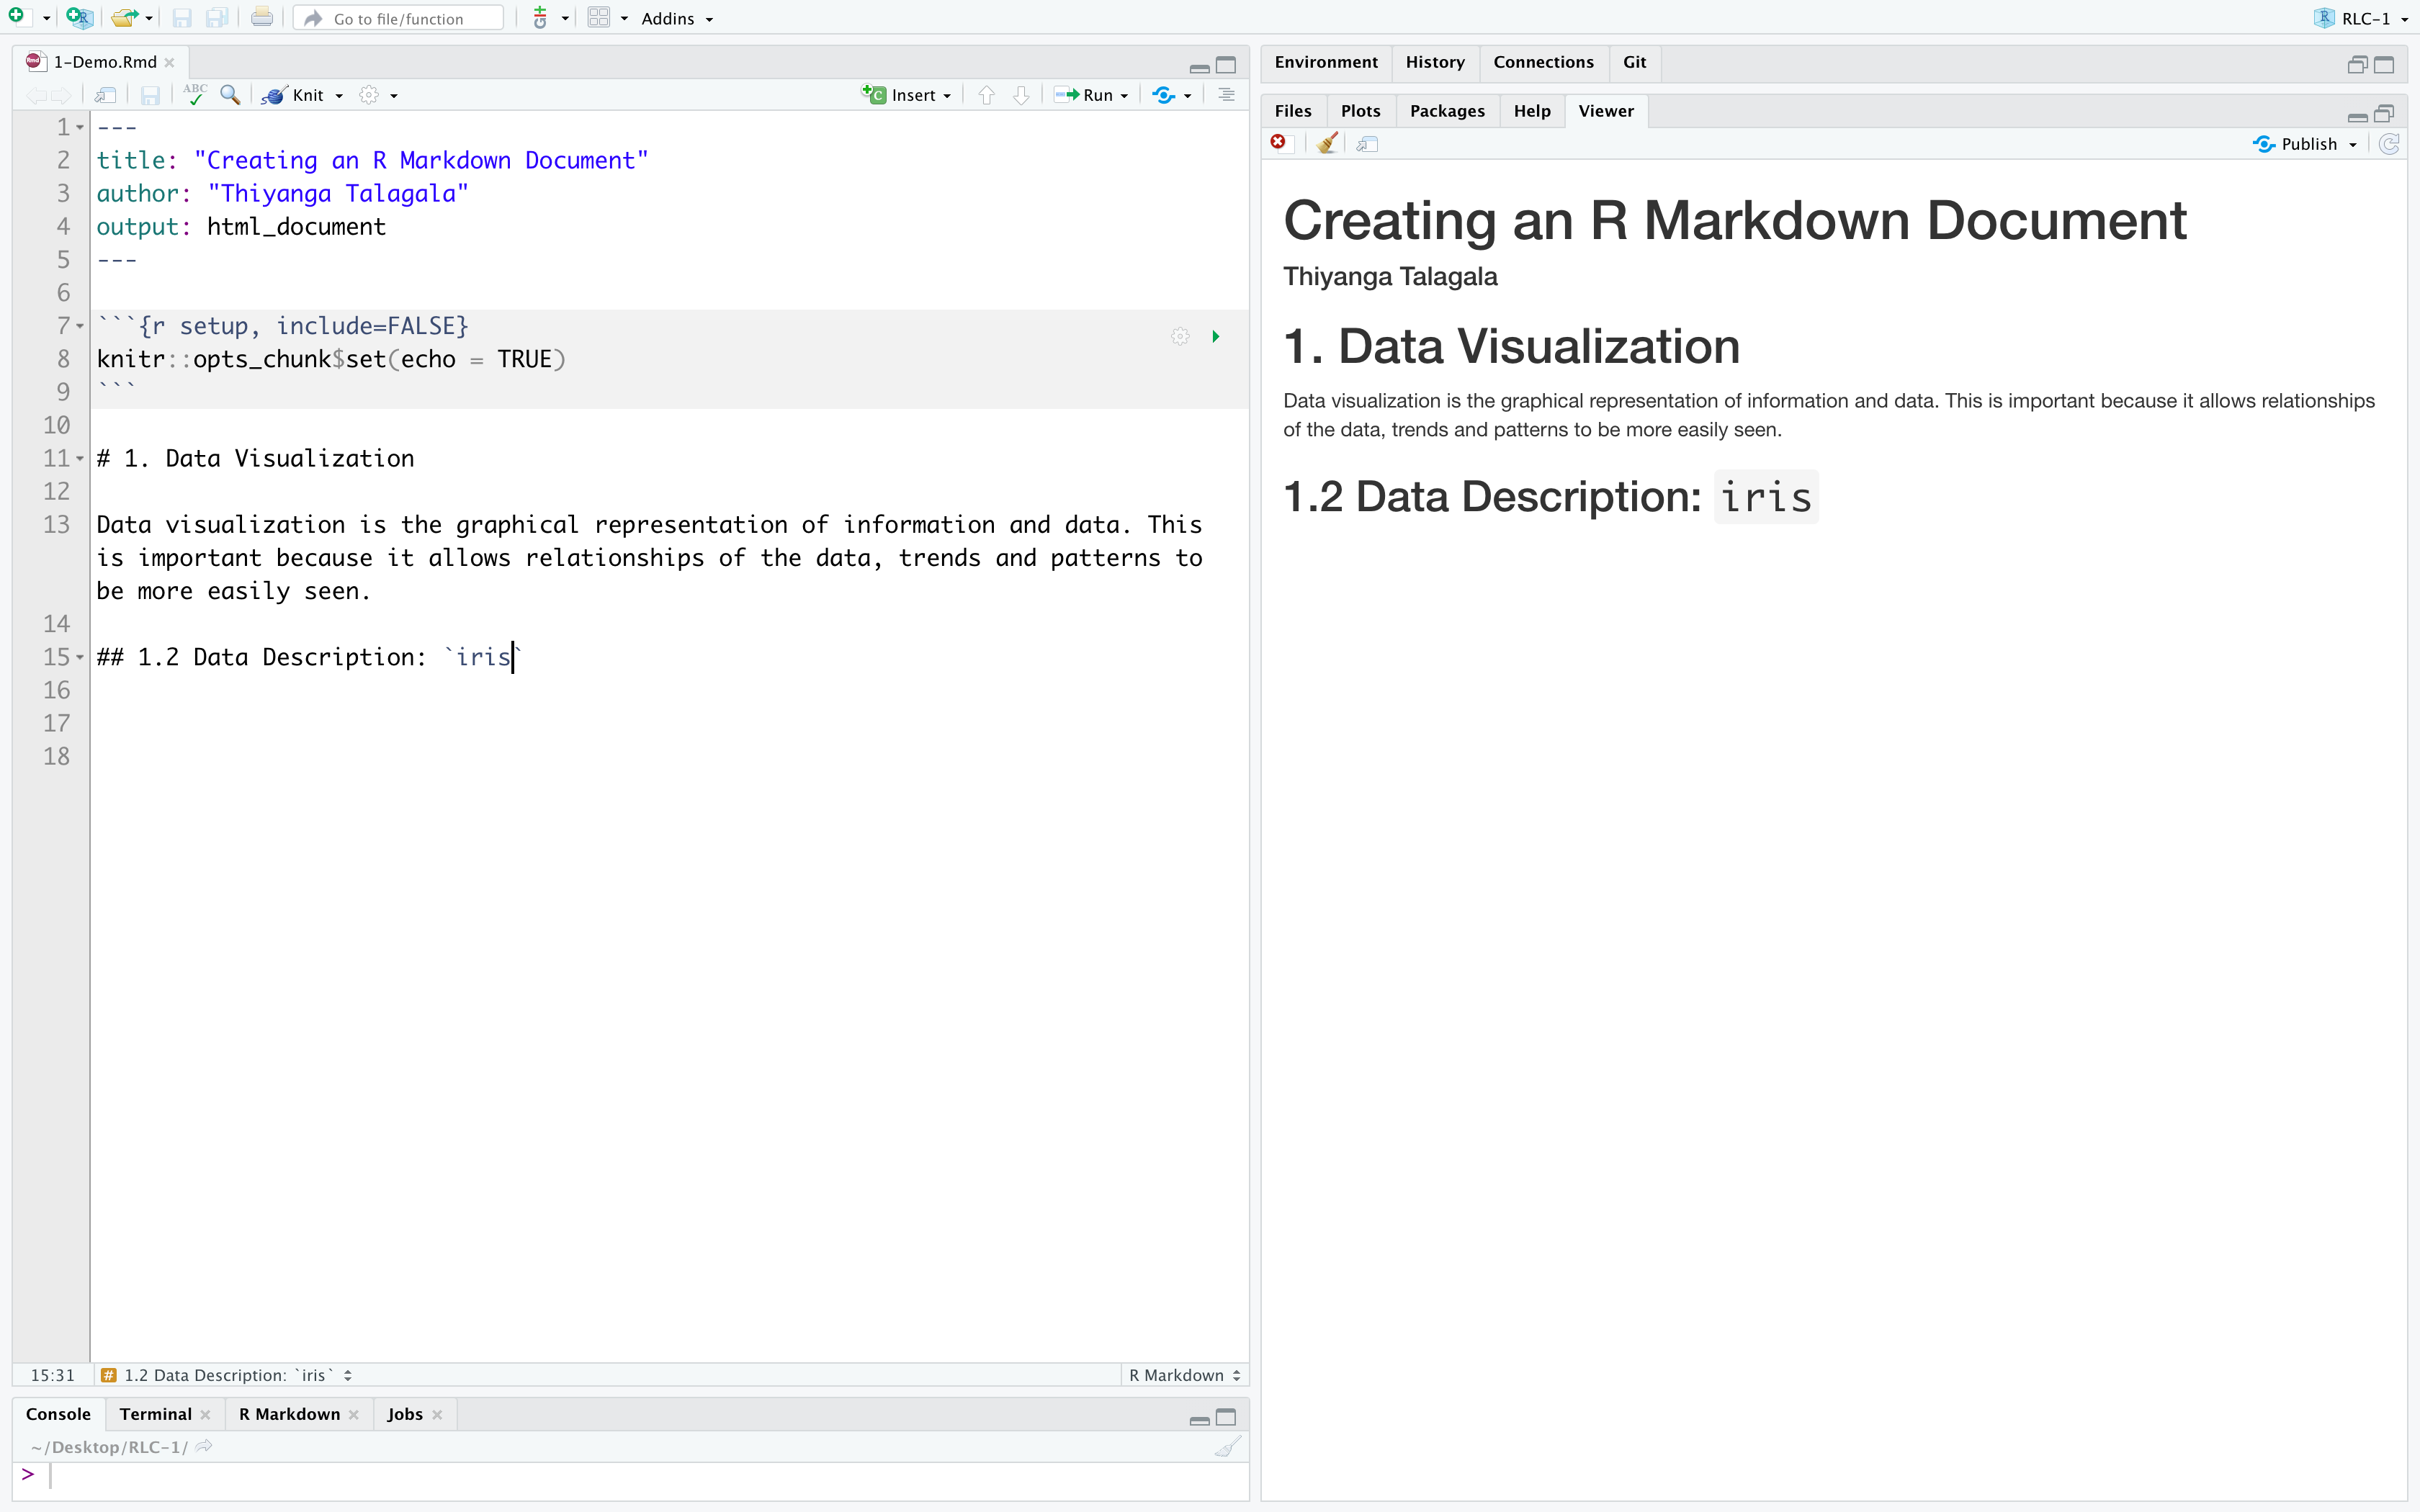 Go to file/function
Addins
RLC-1
1-Demo.Rmd
ABC
Knit
Insert
Run
1 ---
2 title: "Creating an R Markdown Document"
3 author: "Thiyanga Talagala"
4 output: html_document
5 ---
6
7 ```{r setup, include=FALSE}
8 knitr::opts_chunk$set(echo = TRUE)
9 ```
10
11 # 1. Data Visualization
12
13 Data visualization is the graphical representation of information and data. This
is important because it allows relationships of the data, trends and patterns to
be more easily seen.
14
15 ## 1.2 Data Description: `iris`
16
17
18
15:31 # 1.2 Data Description: `iris` R Markdown
Console Terminal R Markdown Jobs
~/Desktop/RLC-1/
>
Environment History Connections Git
Files Plots Packages Help Viewer
Publish
Creating an R Markdown Document
Thiyanga Talagala
1. Data Visualization
Data visualization is the graphical representation of information and data. This is important because it allows relationships
of the data, trends and patterns to be more easily seen.
1.2 Data Description: iris